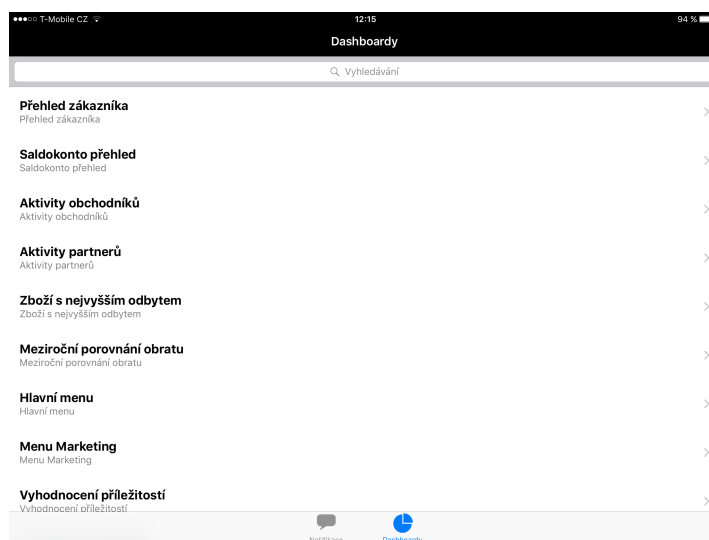 T-Mobile CZ
12:15
94 %
Dashboardy
Vyhledávání
Přehled zákazníka
Přehled zákazníka
Saldokonto přehled
Saldokonto přehled
Aktivity obchodníků
Aktivity obchodníků
Aktivity partnerů
Aktivity partnerů
Zboží s nejvyšším odbytem
Zboží s nejvyšším odbytem
Meziroční porovnání obratu
Meziroční porovnání obratu
Hlavní menu
Hlavní menu
Menu Marketing
Menu Marketing
Vyhodnocení příležitostí
Vyhodnocení příležitostí
Notifikace
Dashboardy